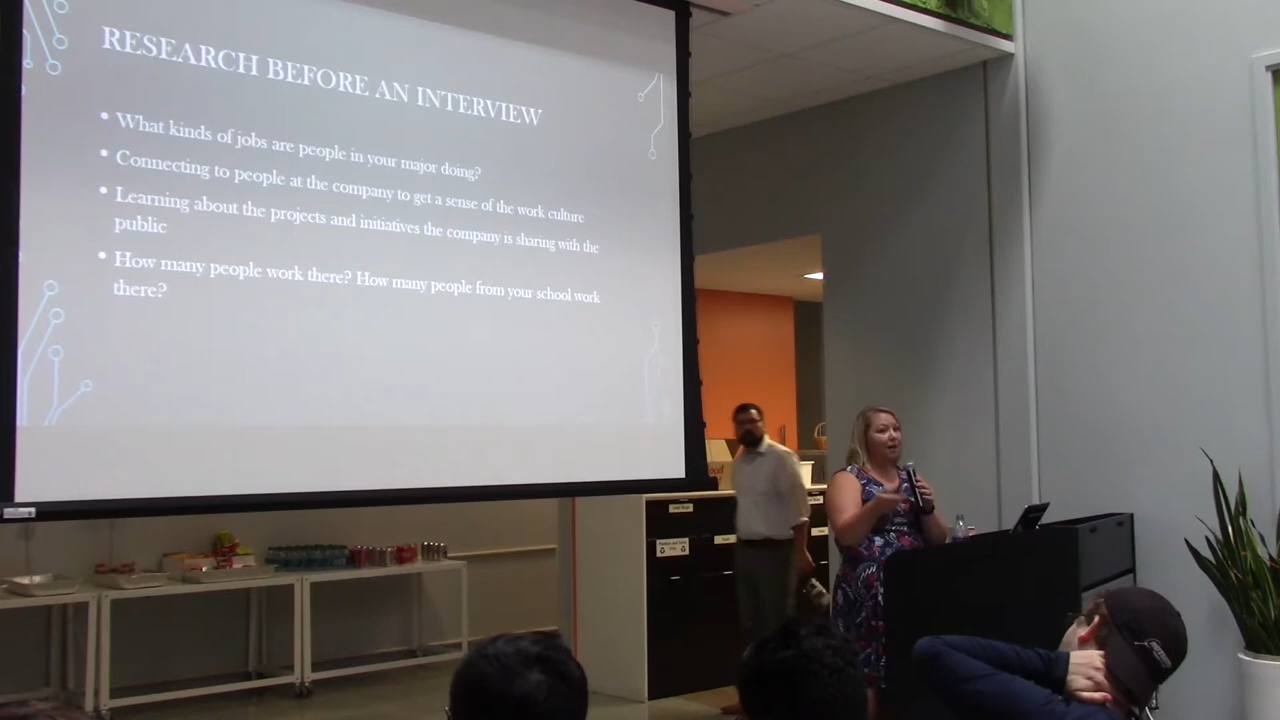 RESEARCH BEFORE AN INTERVIEW
• What kinds of jobs are people in your major doing?
• Connecting to people at the company to get a sense of the work culture
• Learning about the projects and initiatives the company is sharing with the
public
• How many people work there? How many people from your school work
there?